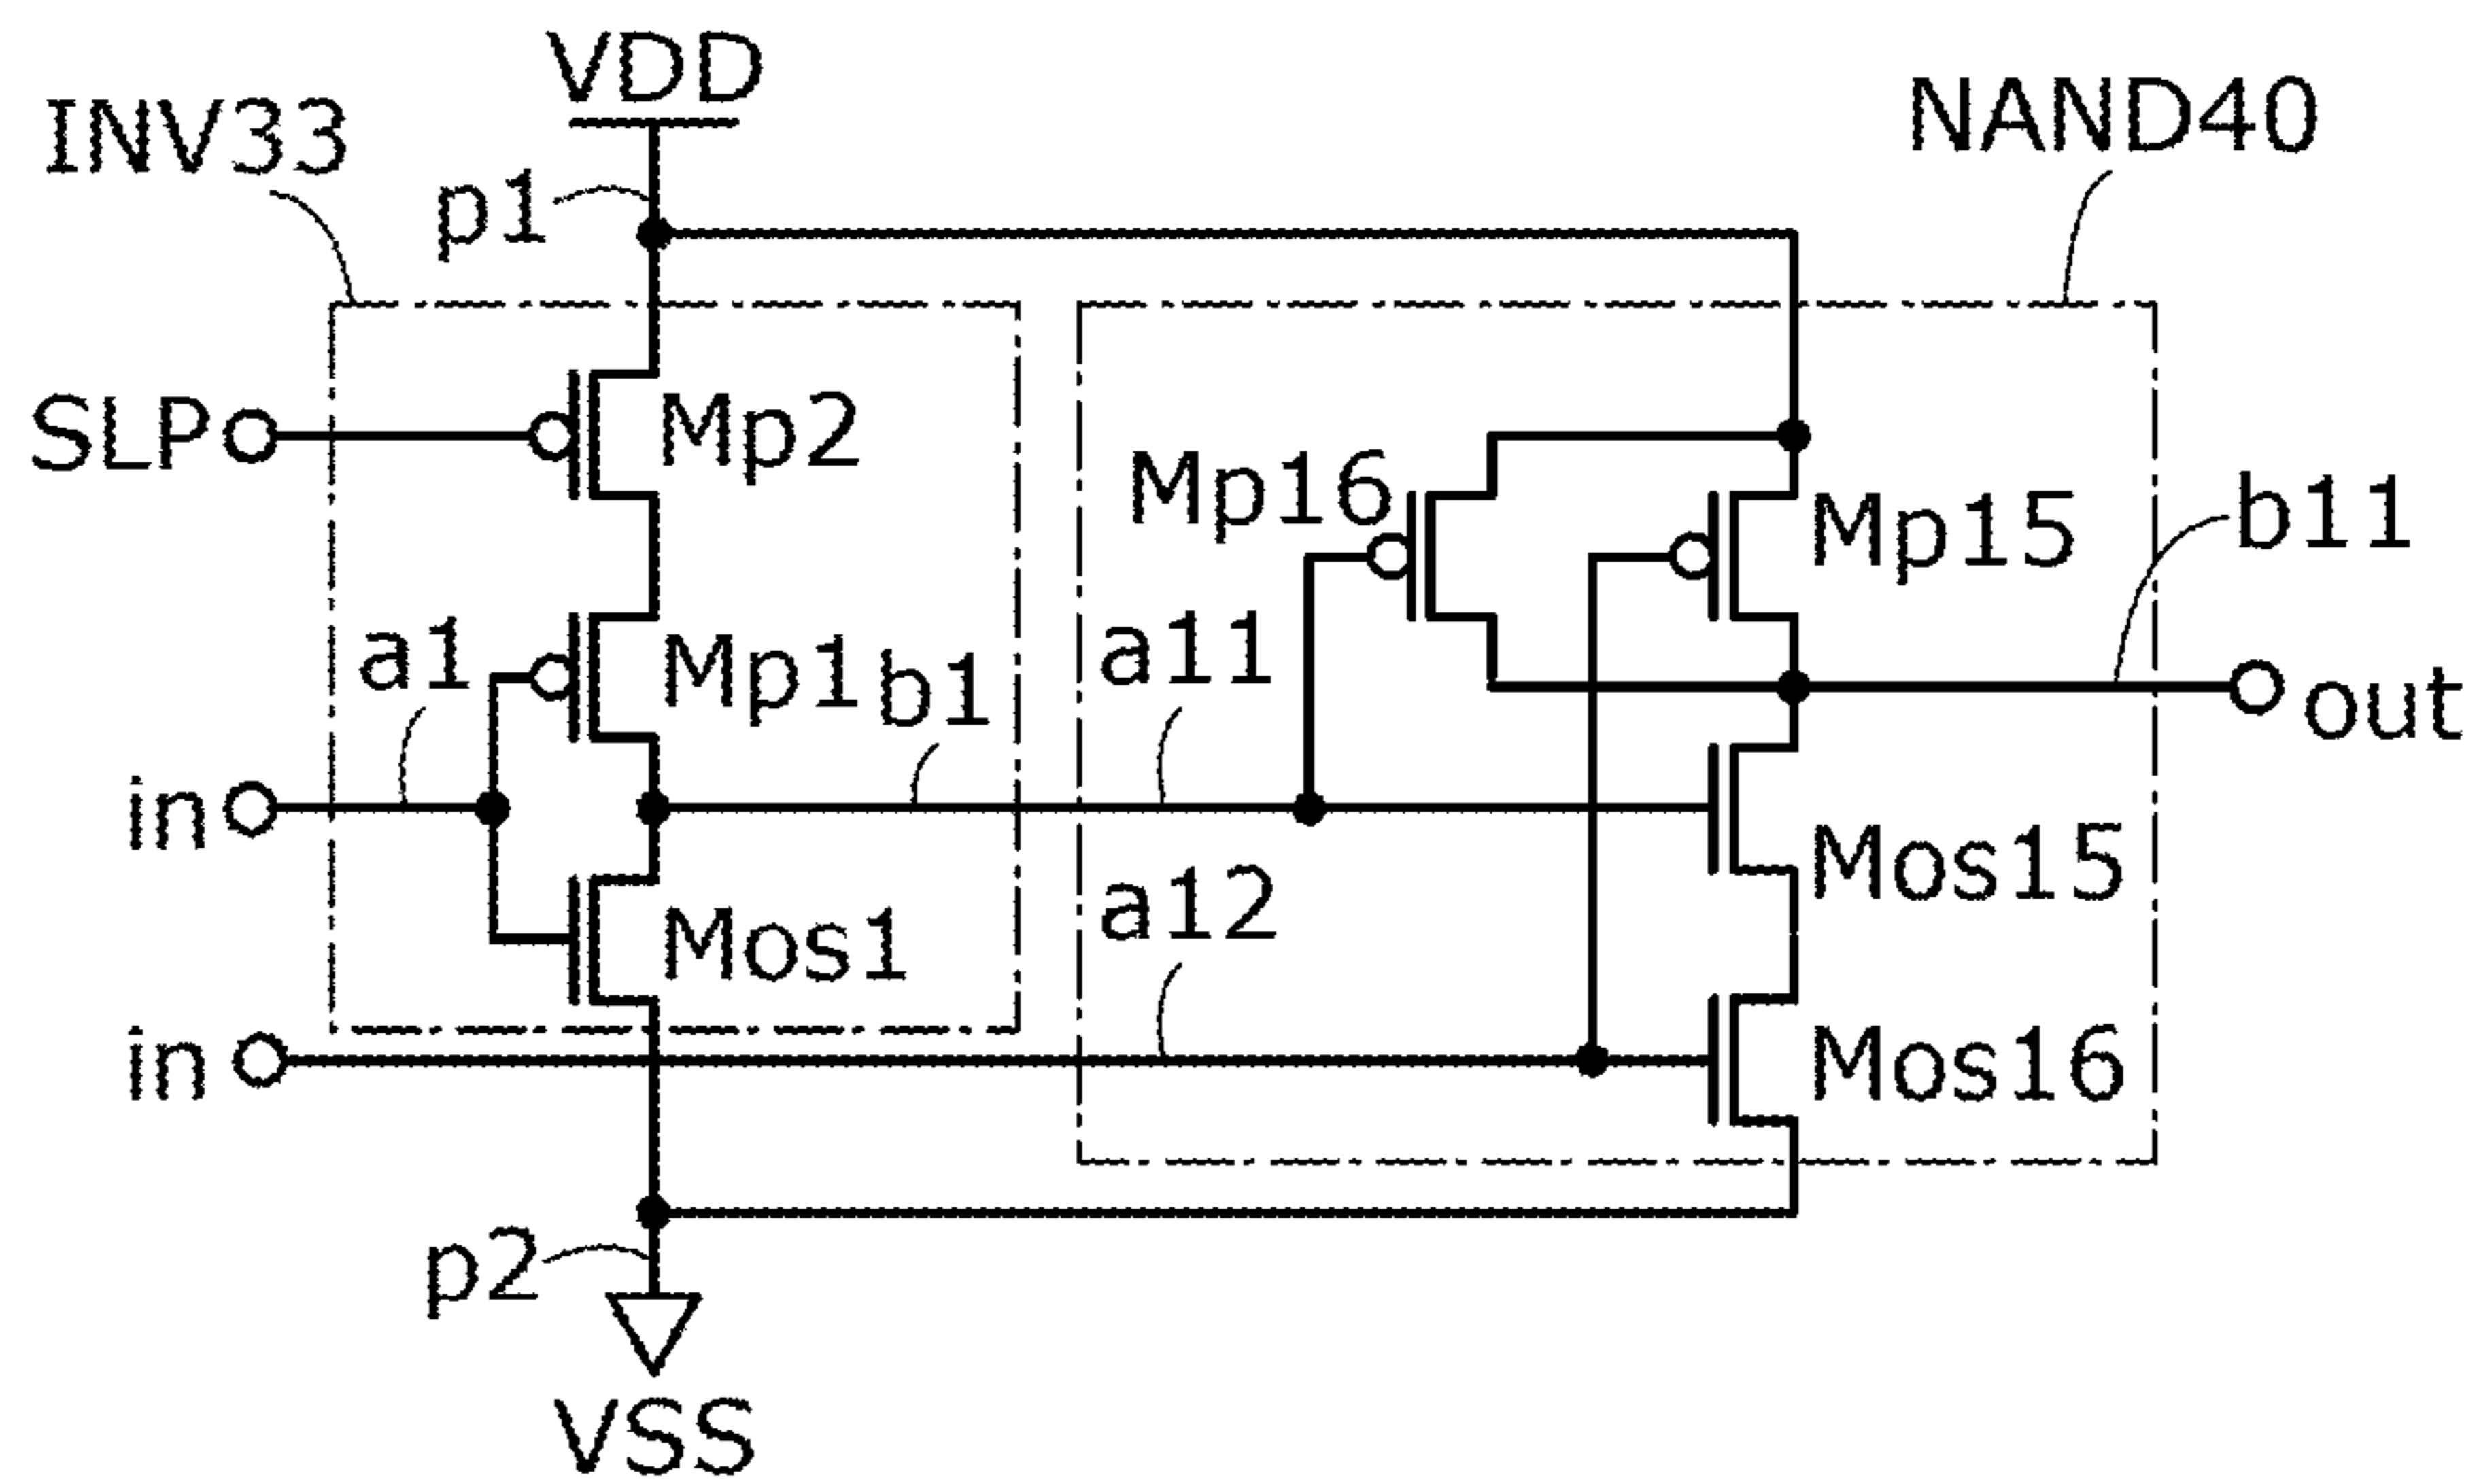 VDD
INV33
NAND40
p1
SLP
Mp2
Mp16
Mp15
b11
a1
Mp1
b1
a11
out
in
Mos15
a12
Mos1
in
Mos16
p2
VSS